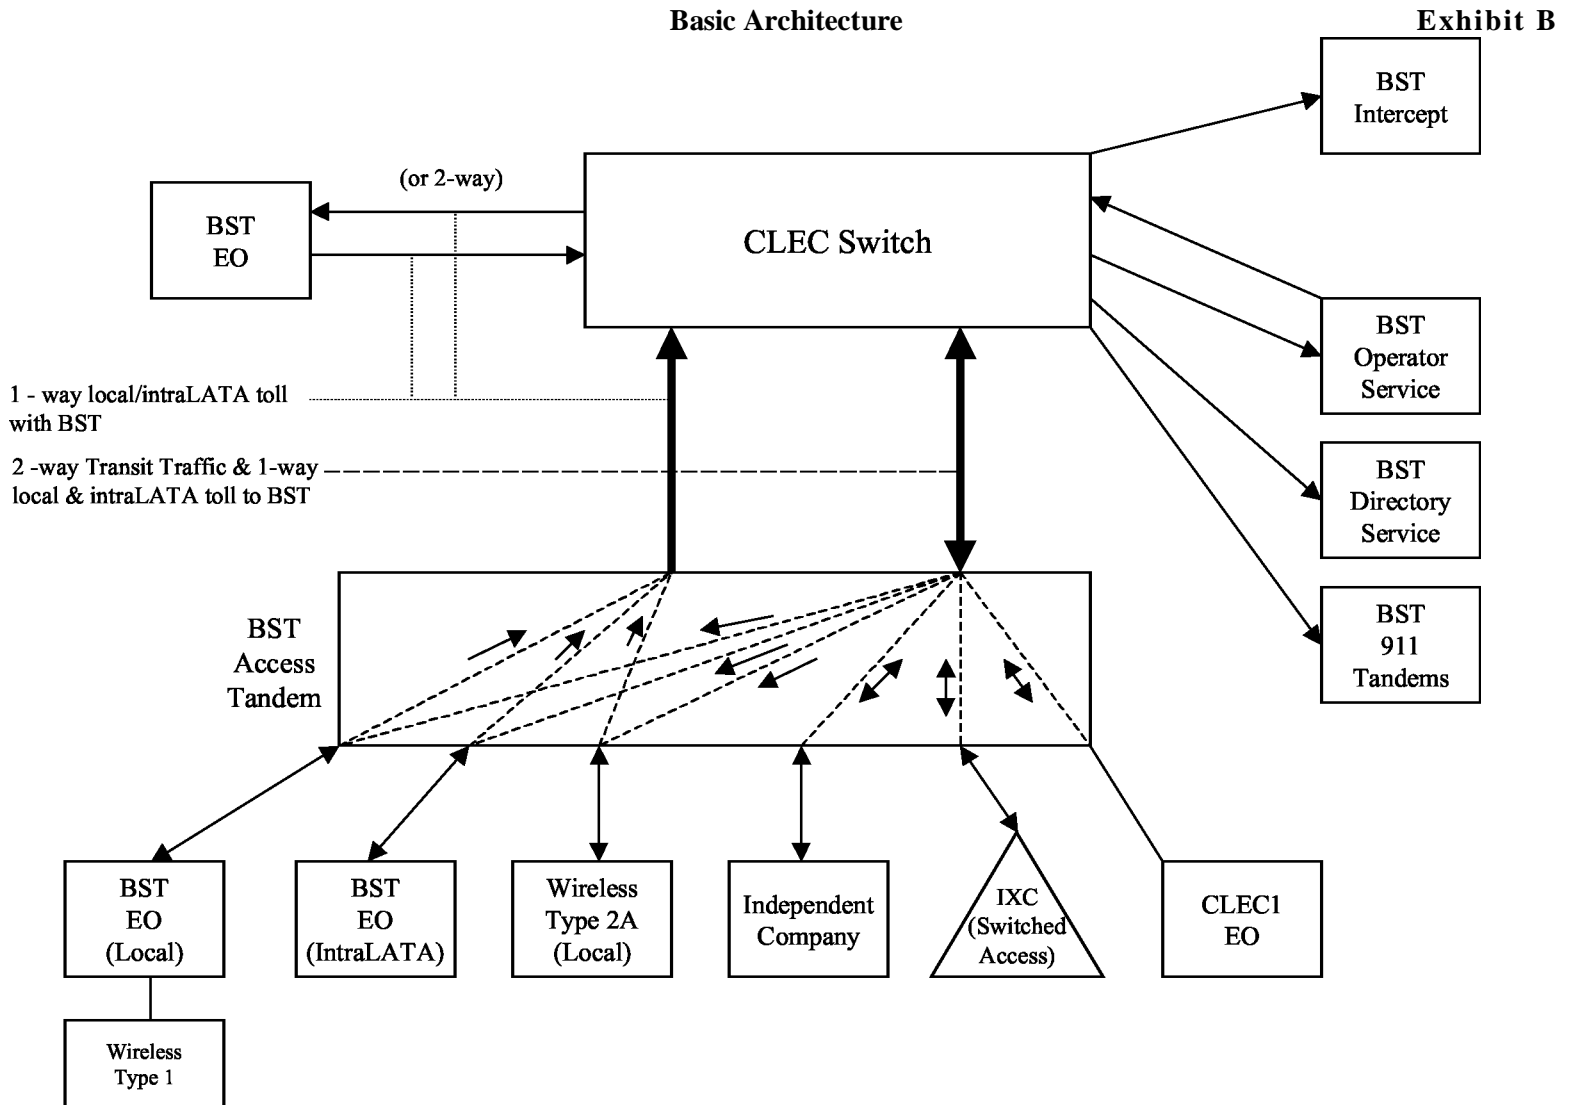 Basic Architecture
Exhibit B
BST
Intercept
(or 2-way)
BST
EO
CLEC Switch
BST
Operator
Service
1 - way local/intraLATA toll
with BST
2 -way Transit Traffic & 1-way
local & intraLATA toll to BST
BST
Directory
Service
BST
911
Tandems
BST
Access
Tandem
BST
EO
(Local)
BST
EO
(IntraLATA)
Wireless
Type 2A
(Local)
Independent
Company
IXC
(Switched
Access)
CLEC1
EO
Wireless
Type 1